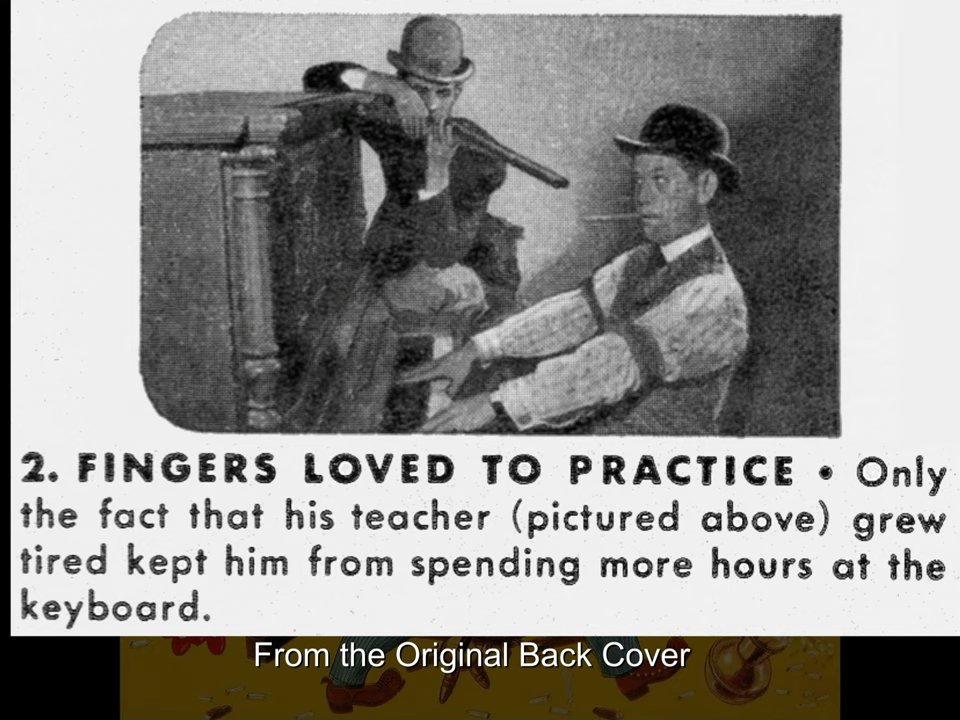 2. FINGERS LOVED TO PRACTICE • Only
the fact that his teacher (pictured above) grew
tired kept him from spending more hours at the
keyboard.
From the Original Back Cover